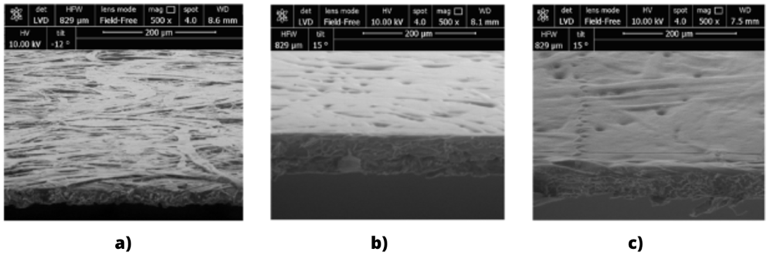 det HFW lens mode mag spot WD
LVD 829 µm Field-Free 500 x 4.0 8.6 mm
200 µm
HV tilt
10.00 kV -12 °
det lens mode HV spot mag WD
LVD Field-Free 10.00 kV 4.0 500 x 8.1 mm
HFW tilt
829 µm 15 °
200 µm
det lens mode HV spot mag WD
LVD Field-Free 10.00 kV 4.0 500 x 7.5 mm
HFW tilt
829 µm 15 °
200 µm
a)
b)
c)